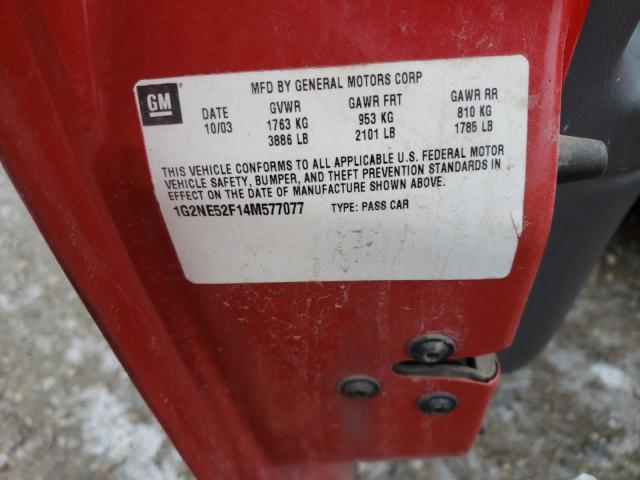 MFD BY GENERAL MOTORS CORP
GM
DATE GVWR GAWR FRT GAWR RR
10/03 1763 KG 953 KG 810 KG
3886 LB 2101 LB 1785 LB
THIS VEHICLE CONFORMS TO ALL APPLICABLE U.S. FEDERAL MOTOR
VEHICLE SAFETY, BUMPER, AND THEFT PREVENTION STANDARDS IN
EFFECT ON THE DATE OF MANUFACTURE SHOWN ABOVE.
1G2NE52F14M577077 TYPE: PASS CAR